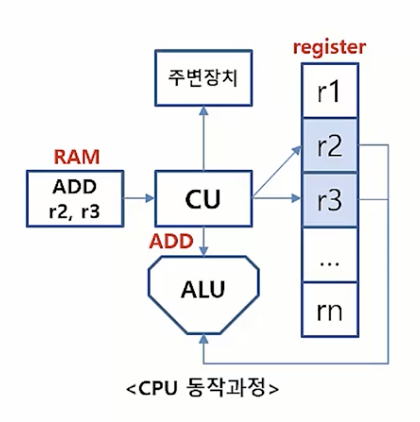 register
주변장치
r1
RAM
r2
ADD
r2, r3
CU
r3
ADD
ALU
...
rn
<CPU 동작과정>